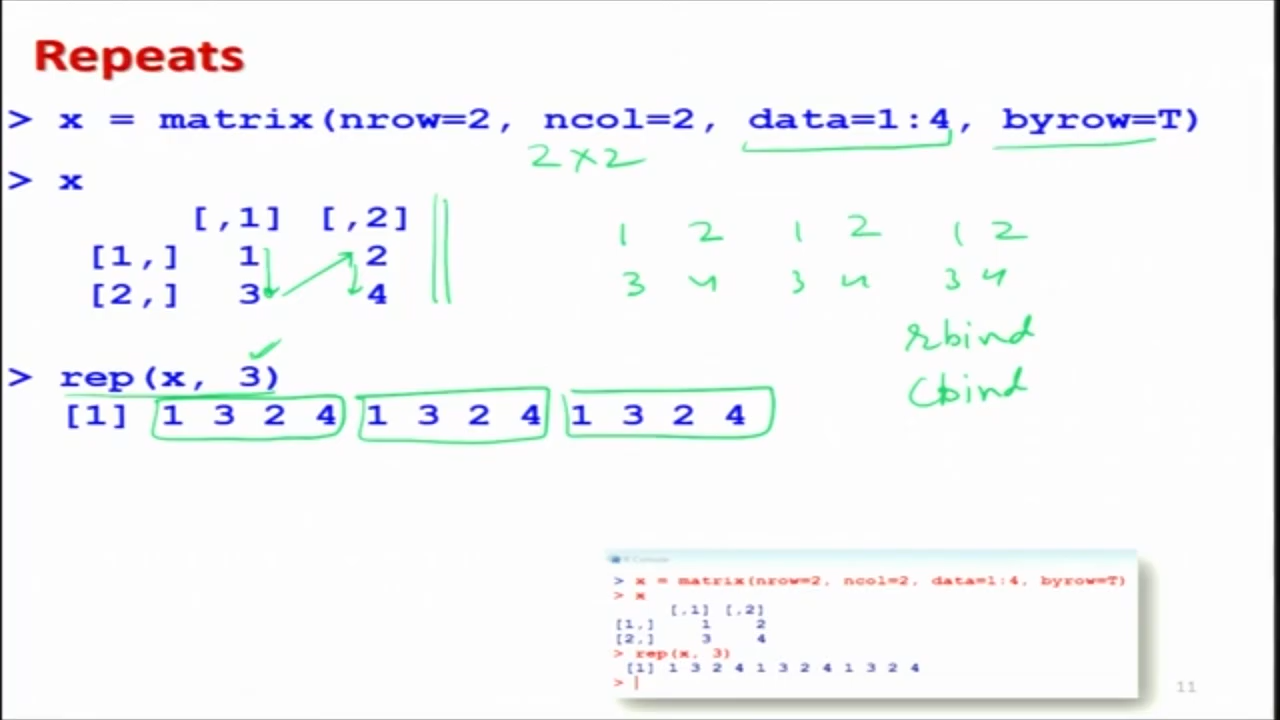 Repeats
> x = matrix(nrow=2, ncol=2, data=1:4, byrow=T)
2 x 2
> x
[,1] [,2]
[1,] 1 2
[2,] 3 4
1 2 1 2 1 2
3 4 3 4 3 4
rbind
cbind
> rep(x, 3)
[1] 1 3 2 4 1 3 2 4 1 3 2 4
R Console
> x = matrix(nrow=2, ncol=2, data=1:4, byrow=T)
> x
[,1] [,2]
[1,] 1 2
[2,] 3 4
> rep(x, 3)
[1] 1 3 2 4 1 3 2 4 1 3 2 4
>
11